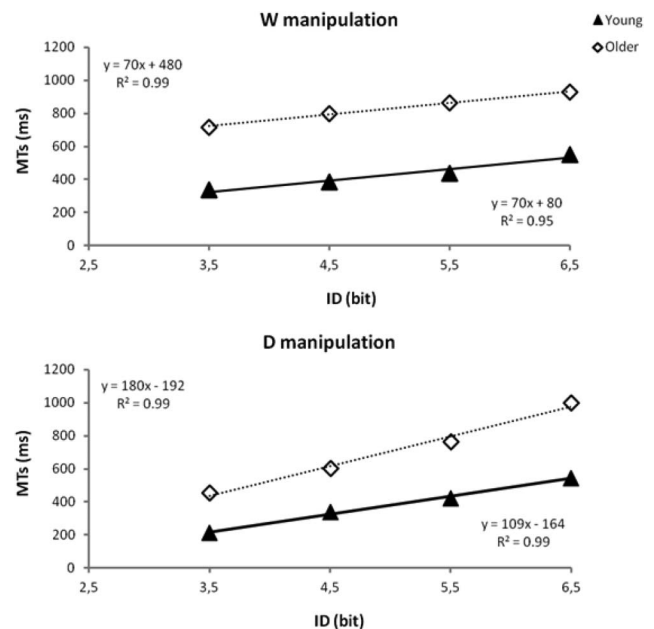 W manipulation
Young
Older
1200
1000
800
600
400
200
0
MTs (ms)
y = 70x + 480
R² = 0.99
y = 70x + 80
R² = 0.95
2,5 3,5 4,5 5,5 6,5
ID (bit)
D manipulation
1200
1000
800
600
400
200
0
MTs (ms)
y = 180x - 192
R² = 0.99
y = 109x - 164
R² = 0.99
2,5 3,5 4,5 5,5 6,5
ID (bit)